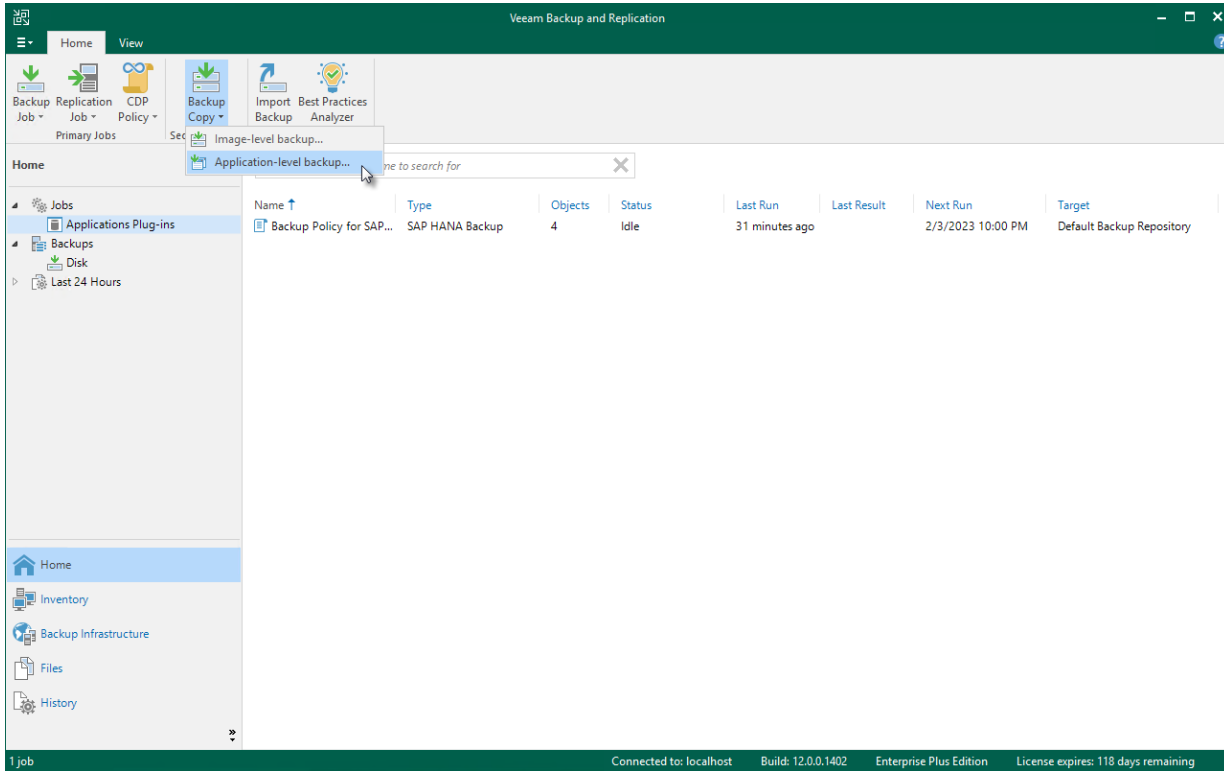 Veeam Backup and Replication
Home View
Backup Job Replication Job CDP Policy Backup Copy Import Backup Best Practices Analyzer
Primary Jobs Sec
Image-level backup...
Application-level backup...
Home
me to search for
Jobs
Applications Plug-ins
Backups
Disk
Last 24 Hours
Name Type Objects Status Last Run Last Result Next Run Target
Backup Policy for SAP... SAP HANA Backup 4 Idle 31 minutes ago 2/3/2023 10:00 PM Default Backup Repository
Home
Inventory
Backup Infrastructure
Files
History
1 job Connected to: localhost Build: 12.0.0.1402 Enterprise Plus Edition License expires: 118 days remaining